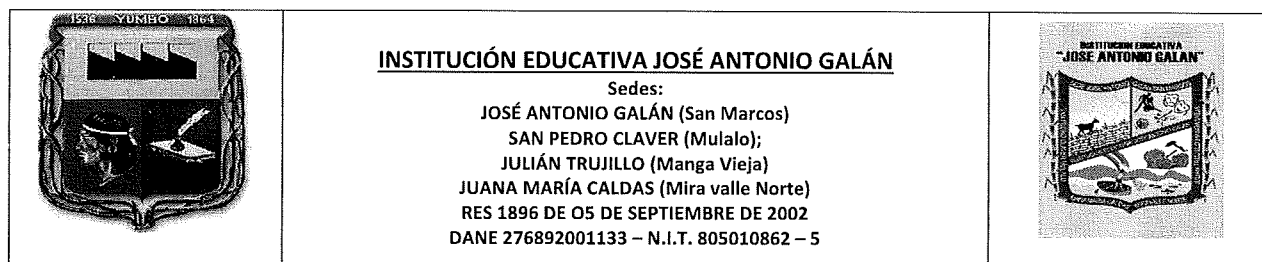 1536 YUMBO 1864
INSTITUCIÓN EDUCATIVA JOSÉ ANTONIO GALÁN
Sedes:
JOSÉ ANTONIO GALÁN (San Marcos)
SAN PEDRO CLAVER (Mulalo);
JULIÁN TRUJILLO (Manga Vieja)
JUANA MARÍA CALDAS (Mira valle Norte)
RES 1896 DE O5 DE SEPTIEMBRE DE 2002
DANE 276892001133 – N.I.T. 805010862 – 5
INSTITUCION EDUCATIVA
"JOSE ANTONIO GALAN"